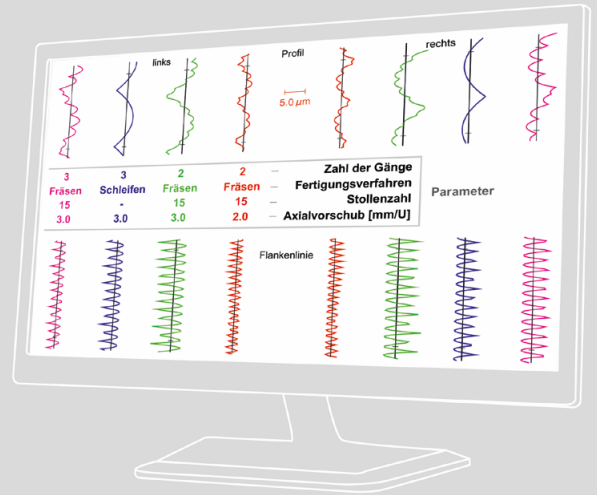 links Profil rechts
5.0 µm
3 3 2 2 – Zahl der Gänge
Fräsen Schleifen Fräsen Fräsen – Fertigungsverfahren
15 - 15 15 – Stollenzahl
3.0 3.0 3.0 2.0 – Axialvorschub [mm/U]
Parameter
Flankenlinie